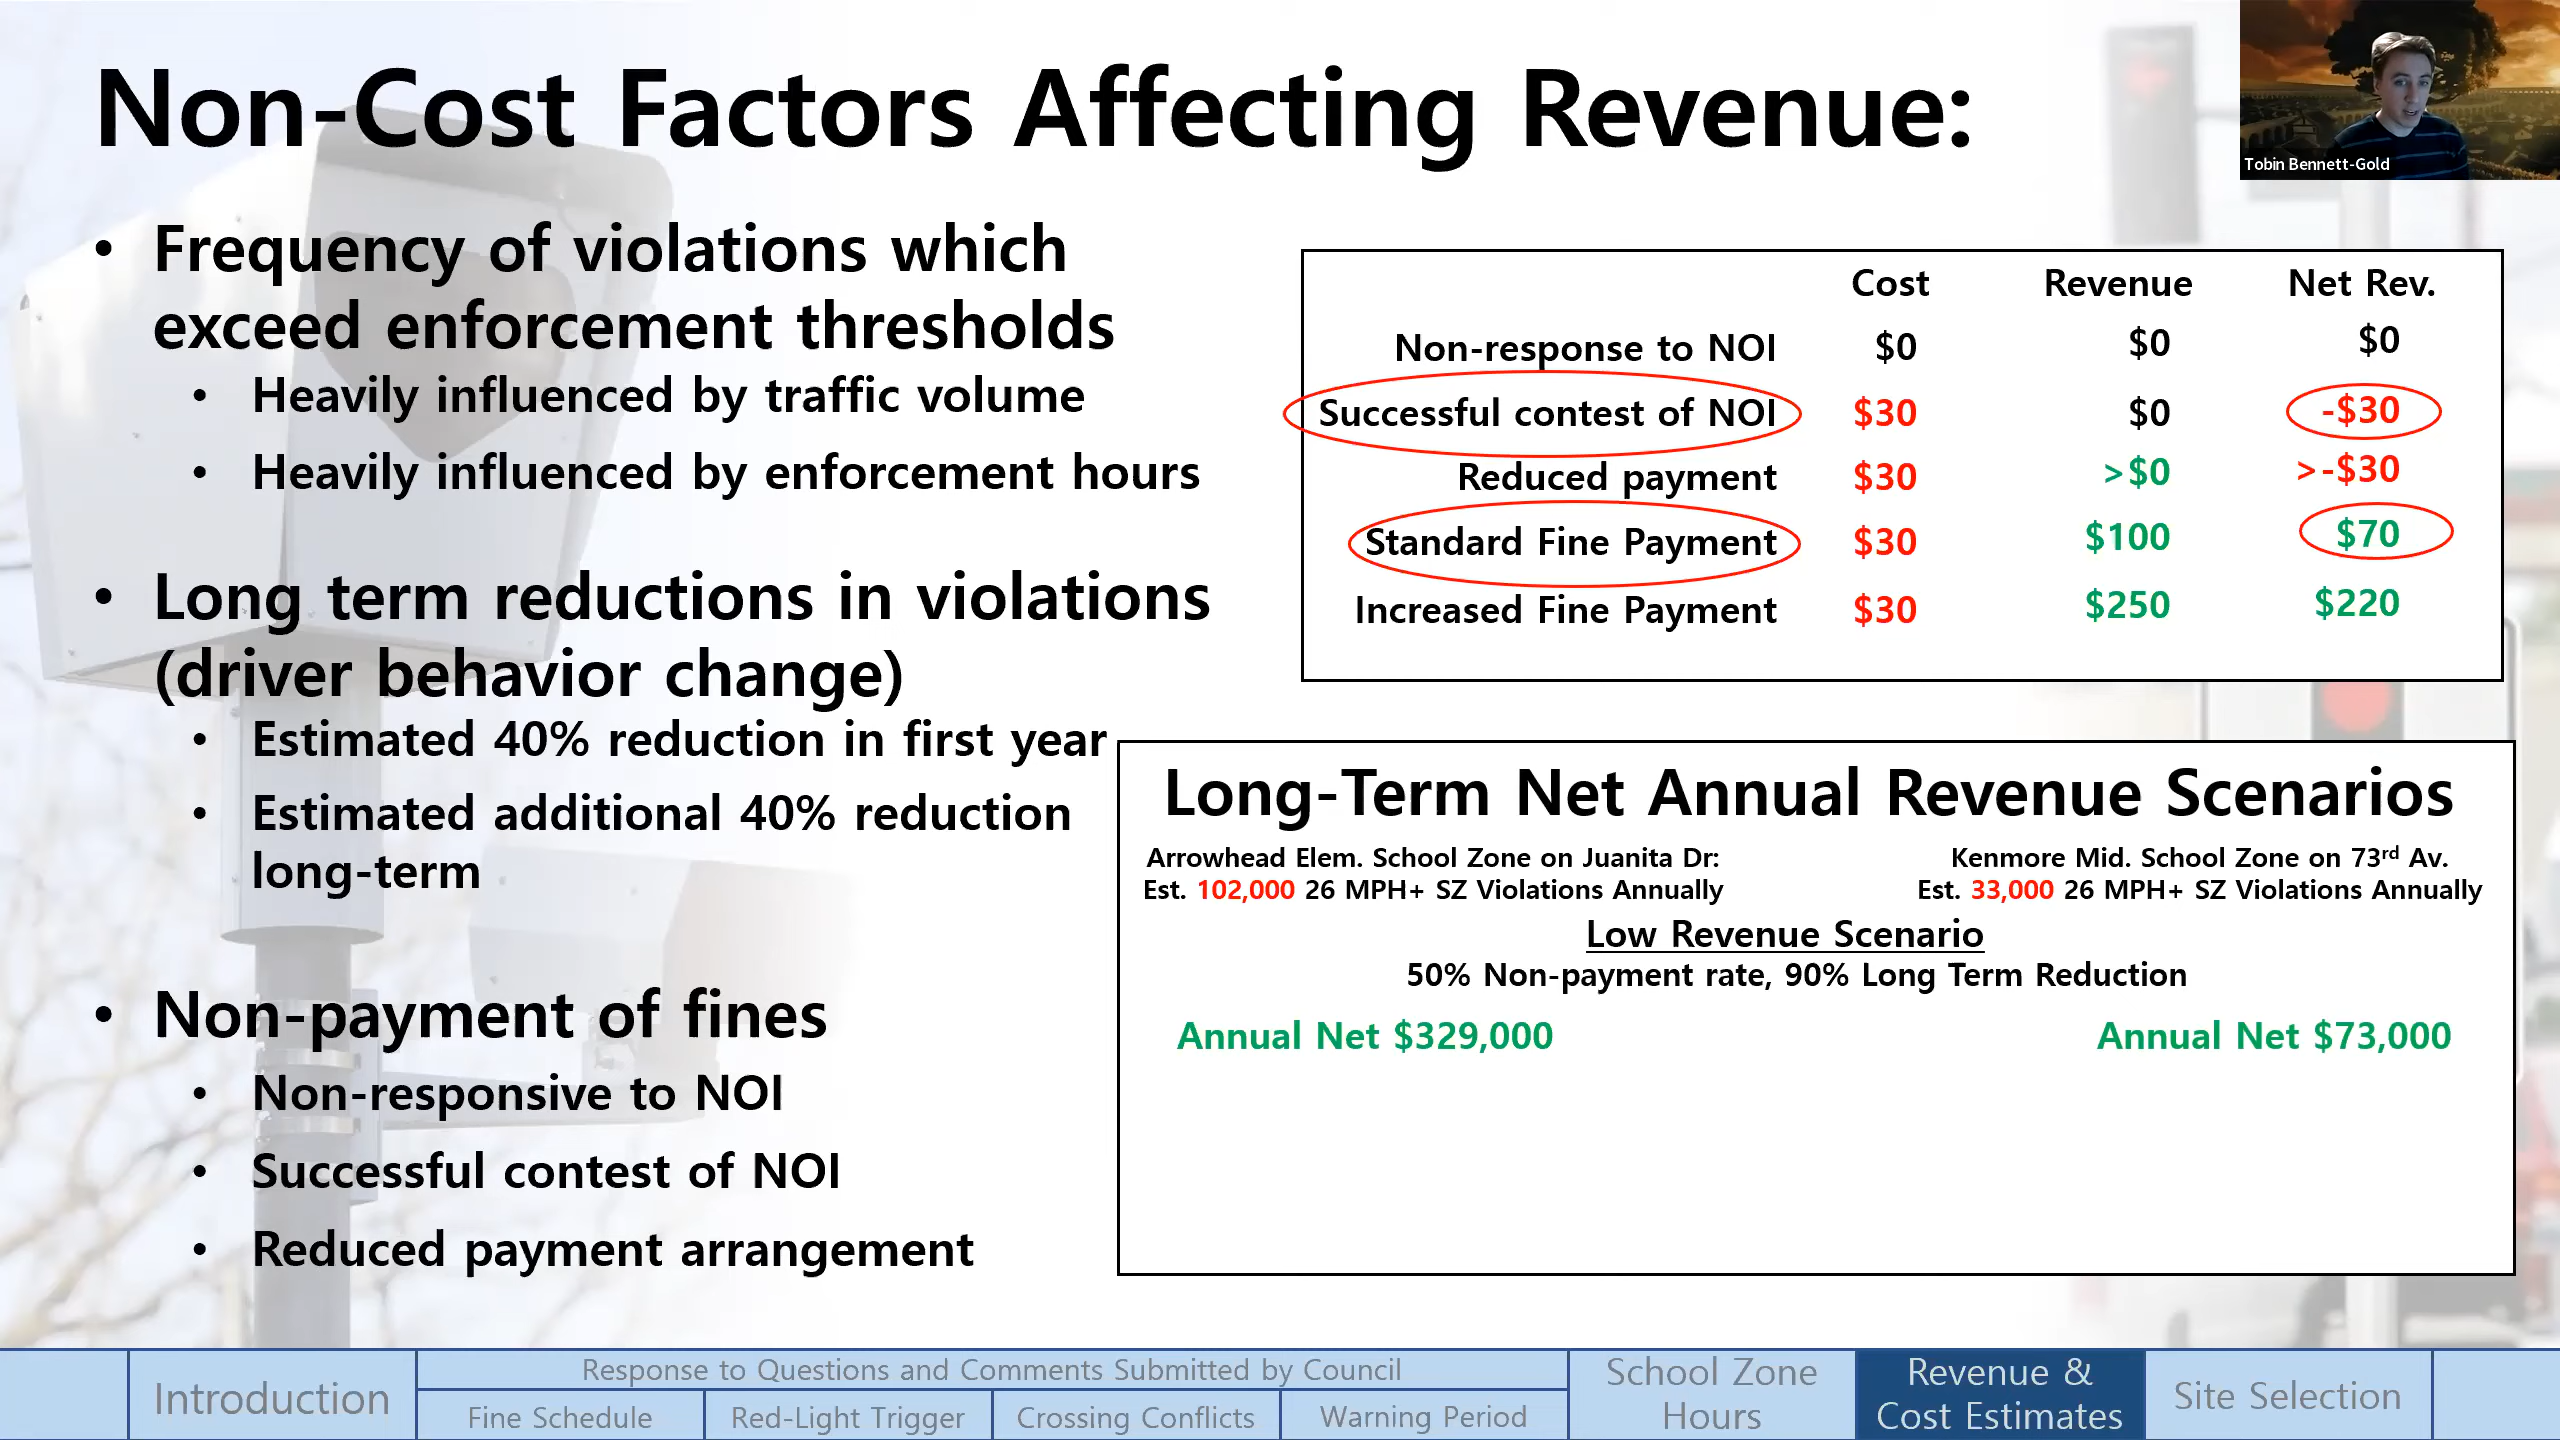 Non-Cost Factors Affecting Revenue:
Tobin Bennett-Gold
• Frequency of violations which
exceed enforcement thresholds
• Heavily influenced by traffic volume
• Heavily influenced by enforcement hours
• Long term reductions in violations
(driver behavior change)
• Estimated 40% reduction in first year
• Estimated additional 40% reduction
long-term
• Non-payment of fines
• Non-responsive to NOI
• Successful contest of NOI
• Reduced payment arrangement
Cost Revenue Net Rev.
Non-response to NOI $0 $0 $0
Successful contest of NOI $30 $0 -$30
Reduced payment $30 >$0 >-$30
Standard Fine Payment $30 $100 $70
Increased Fine Payment $30 $250 $220
Long-Term Net Annual Revenue Scenarios
Arrowhead Elem. School Zone on Juanita Dr:
Est. 102,000 26 MPH+ SZ Violations Annually
Kenmore Mid. School Zone on 73rd Av.
Est. 33,000 26 MPH+ SZ Violations Annually
Low Revenue Scenario
50% Non-payment rate, 90% Long Term Reduction
Annual Net $329,000 Annual Net $73,000
Introduction
Response to Questions and Comments Submitted by Council
Fine Schedule Red-Light Trigger Crossing Conflicts Warning Period
School Zone
Hours
Revenue &
Cost Estimates
Site Selection